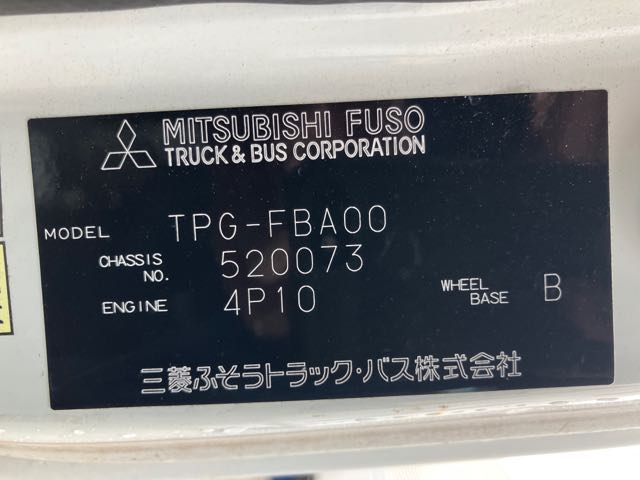 MITSUBISHI FUSO
TRUCK & BUS CORPORATION
MODEL TPG-FBA00
CHASSIS NO. 520073
ENGINE 4P10 WHEEL BASE B
三菱ふそうトラック・バス株式会社